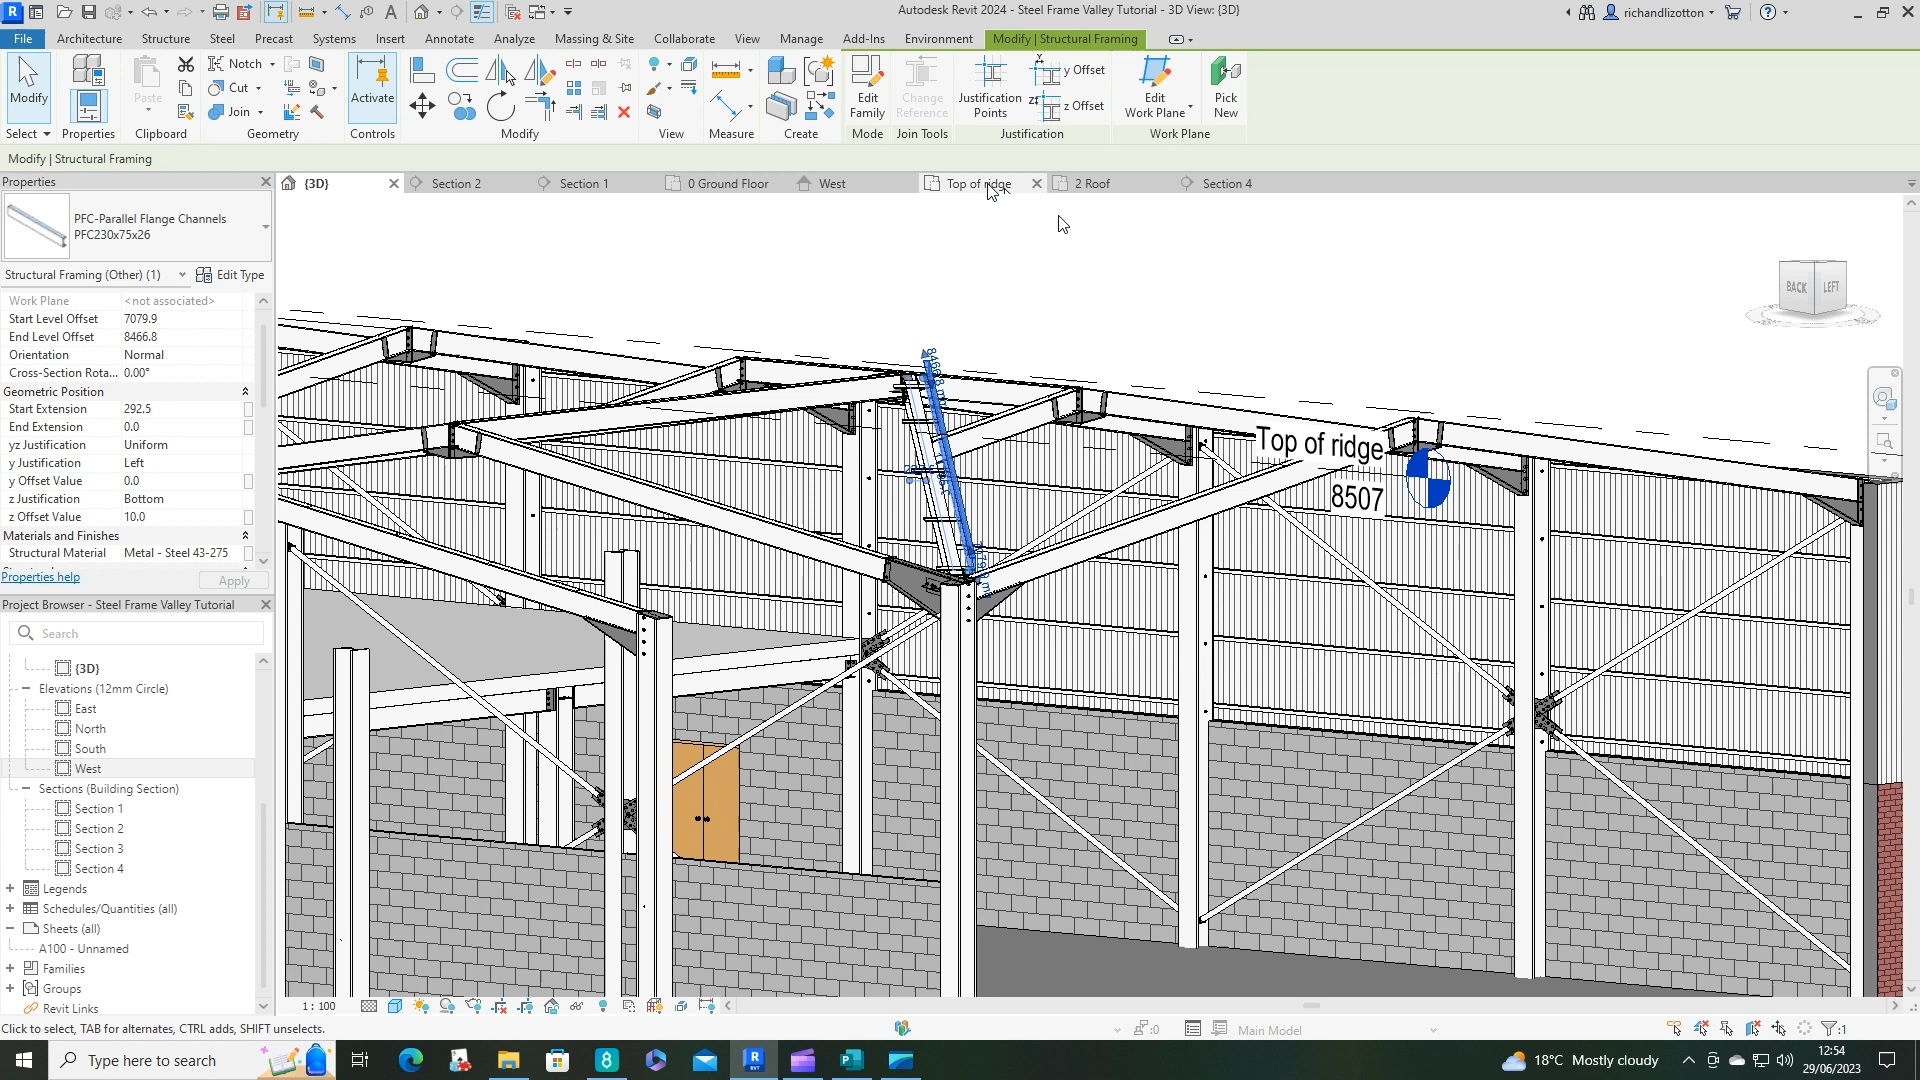 Autodesk Revit 2024 - Steel Frame Valley Tutorial - 3D View: {3D}
richandlizotton
File Architecture Structure Steel Precast Systems Insert Annotate Analyze Massing & Site Collaborate View Manage Add-Ins Environment Modify | Structural Framing
Modify
Paste
Notch
Cut
Join
Activate
Edit Family
Change Reference
Justification Points
y Offset
z Offset
Edit Work Plane
Pick New
Select Properties Clipboard Geometry Controls Modify View Measure Create Mode Join Tools Justification Work Plane
Modify | Structural Framing
Properties
{3D} Section 2 Section 1 0 Ground Floor West Top of ridge 2 Roof Section 4
PFC-Parallel Flange Channels
PFC230x75x26
Structural Framing (Other) (1) Edit Type
Work Plane <not associated>
Start Level Offset 7079.9
End Level Offset 8466.8
Orientation Normal
Cross-Section Rota... 0.00°
Geometric Position
Start Extension 292.5
End Extension 0.0
yz Justification Uniform
y Justification Left
y Offset Value 0.0
z Justification Bottom
z Offset Value 10.0
Materials and Finishes
Structural Material Metal - Steel 43-275
Properties help Apply
Project Browser - Steel Frame Valley Tutorial
Search
{3D}
Elevations (12mm Circle)
East
North
South
West
Sections (Building Section)
Section 1
Section 2
Section 3
Section 4
Legends
Schedules/Quantities (all)
Sheets (all)
A100 - Unnamed
Families
Groups
Revit Links
BACK LEFT
Top of ridge
8507
1 : 100
Click to select, TAB for alternates, CTRL adds, SHIFT unselects.
:0
Main Model
:1
Type here to search
18°C Mostly cloudy
12:54
29/06/2023